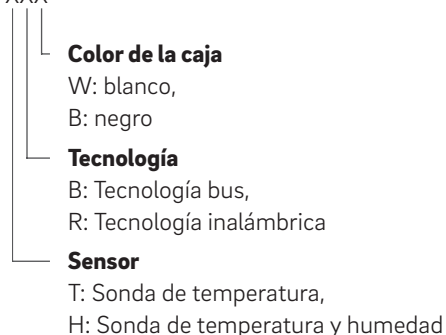 XXX
Color de la caja
W: blanco,
B: negro
Tecnología
B: Tecnología bus,
R: Tecnología inalámbrica
Sensor
T: Sonda de temperatura,
H: Sonda de temperatura y humedad